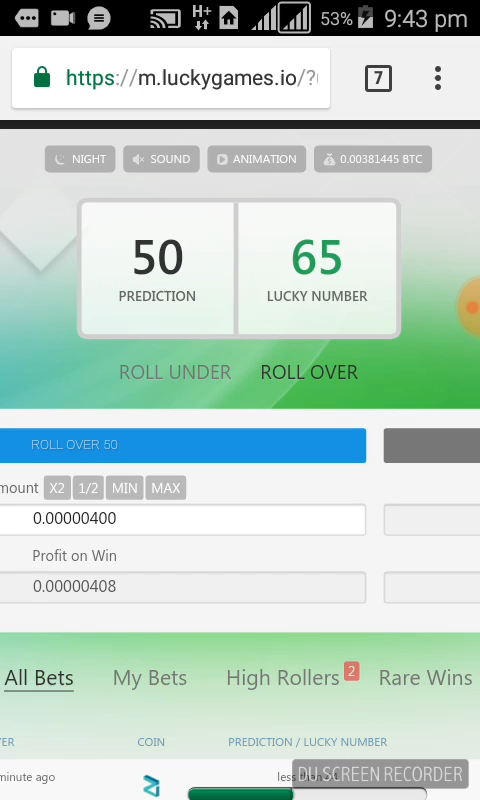 H+ 53% 9:43 pm
https://m.luckygames.io/?
7
NIGHT SOUND ANIMATION 0.00381445 BTC
50 65
PREDICTION LUCKY NUMBER
ROLL UNDER ROLL OVER
ROLL OVER 50
mount X2 1/2 MIN MAX
0.00000400
Profit on Win
0.00000408
All Bets My Bets High Rollers 2 Rare Wins
ER COIN PREDICTION / LUCKY NUMBER
minute ago less than
DU SCREEN RECORDER